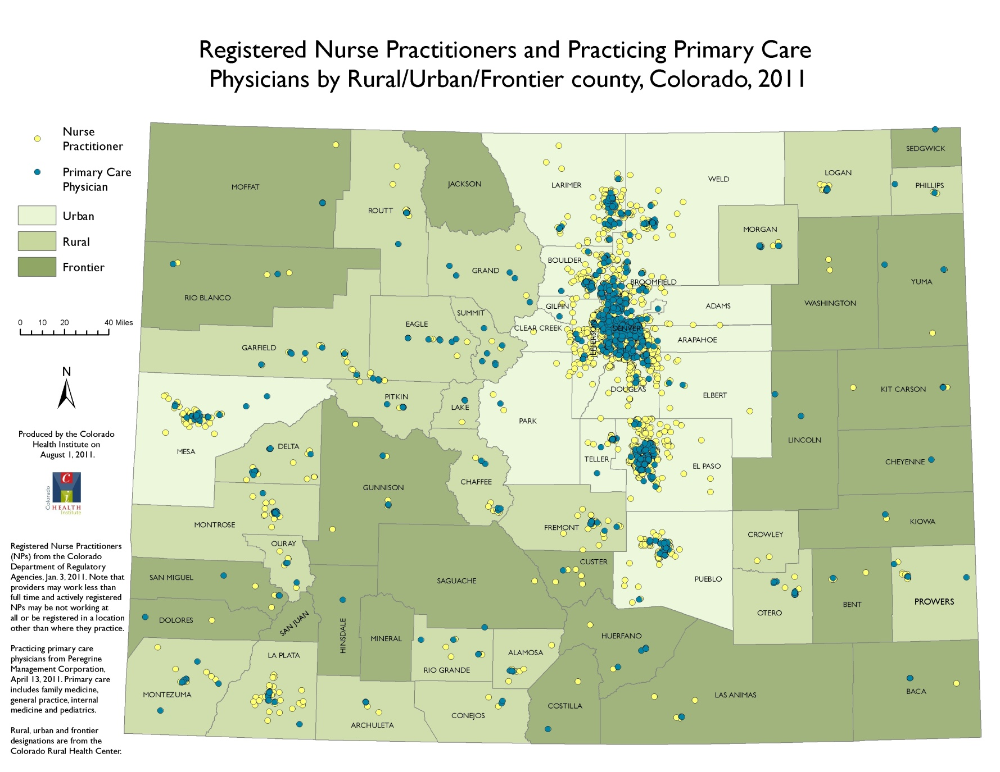 Registered Nurse Practitioners and Practicing Primary Care
Physicians by Rural/Urban/Frontier county, Colorado, 2011
Nurse
Practitioner
Primary Care
Physician
Urban
Rural
Frontier
0 10 20 40 Miles
N
Produced by the Colorado
Health Institute on
August 1, 2011.
Colorado
c
i
HEALTH
Institute
Registered Nurse Practitioners
(NPs) from the Colorado
Department of Regulatory
Agencies, Jan. 3, 2011. Note that
providers may work less than
full time and actively registered
NPs may be not working at
all or be registered in a location
other than where they practice.
Practicing primary care
physicians from Peregrine
Management Corporation,
April 13, 2011. Primary care
includes family medicine,
general practice, internal
medicine and pediatrics.
Rural, urban and frontier
designations are from the
Colorado Rural Health Center.
SEDGWICK
LOGAN
WELD
JACKSON
LARIMER
PHILLIPS
MOFFAT
ROUTT
MORGAN
BOULDER
GRAND
BROOMFIELD
YUMA
RIO BLANCO
WASHINGTON
GILPIN
ADAMS
SUMMIT
EAGLE
CLEAR CREEK
DENVER
JEFFERSON
ARAPAHOE
GARFIELD
DOUGLAS
KIT CARSON
PITKIN
ELBERT
LAKE
PARK
LINCOLN
DELTA
MESA
TELLER
CHEYENNE
EL PASO
CHAFFEE
GUNNISON
KIOWA
MONTROSE
FREMONT
CROWLEY
OURAY
CUSTER
SAN MIGUEL
SAGUACHE
PUEBLO
PROWERS
BENT
OTERO
DOLORES
SAN JUAN
HINSDALE
MINERAL
HUERFANO
ALAMOSA
LA PLATA
RIO GRANDE
MONTEZUMA
LAS ANIMAS
BACA
COSTILLA
CONEJOS
ARCHULETA